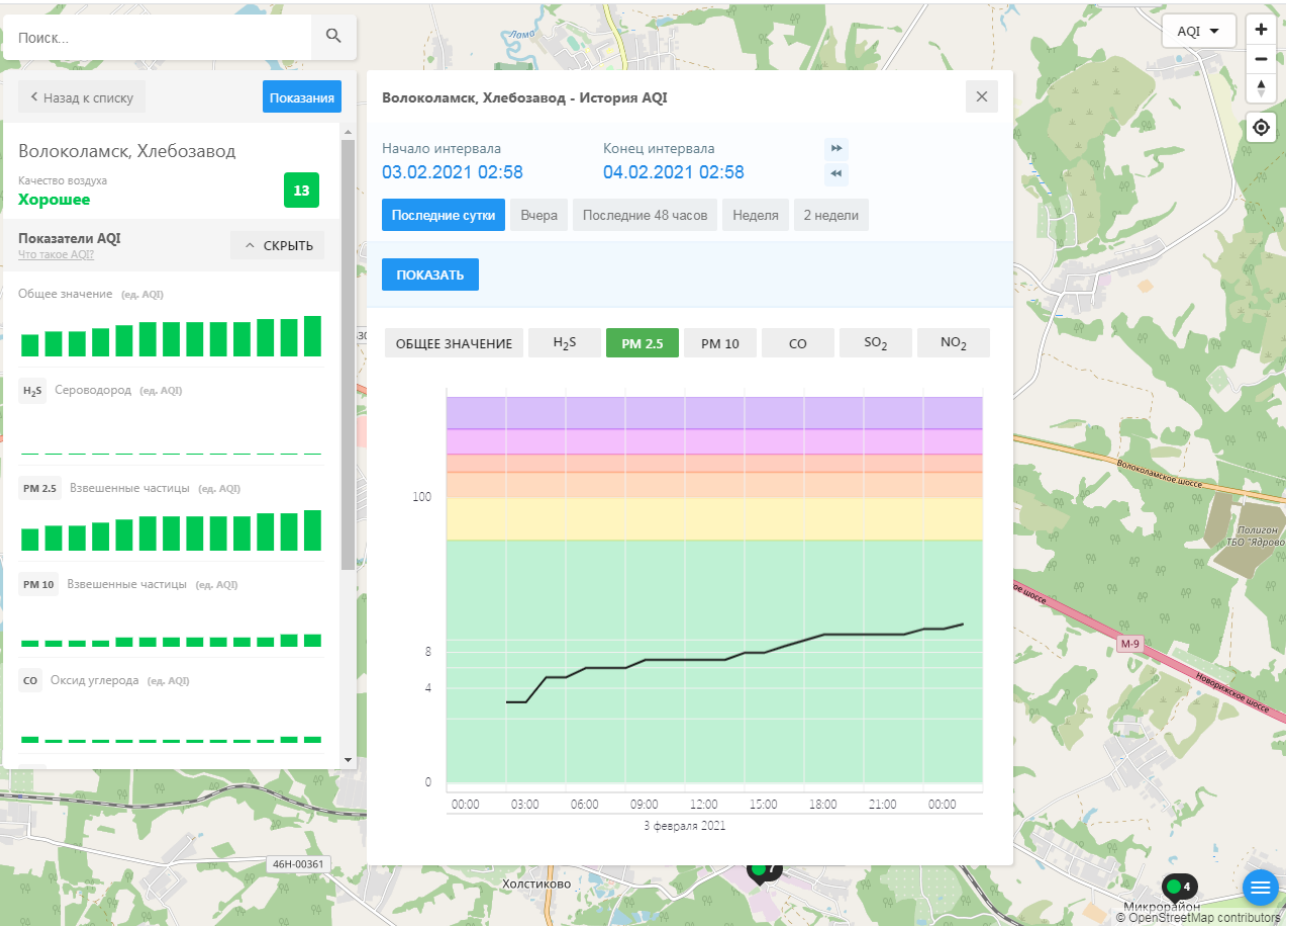 Поиск...
AQI
Лама
Назад к списку
Показания
Волоколамск, Хлебозавод
Качество воздуха
Хорошее
13
Показатели AQI
Что такое AQI?
СКРЫТЬ
Общее значение (ед. AQI)
H2S Сероводород (ед. AQI)
PM 2.5 Взвешенные частицы (ед. AQI)
PM 10 Взвешенные частицы (ед. AQI)
CO Оксид углерода (ед. AQI)
Волоколамск, Хлебозавод - История AQI
Начало интервала
03.02.2021 02:58
Конец интервала
04.02.2021 02:58
Последние сутки
Вчера
Последние 48 часов
Неделя
2 недели
ПОКАЗАТЬ
ОБЩЕЕ ЗНАЧЕНИЕ
H2S
PM 2.5
PM 10
CO
SO2
NO2
100
8
4
0
00:00 03:00 06:00 09:00 12:00 15:00 18:00 21:00 00:00
3 февраля 2021
Волоколамское шоссе
Полигон
ТБО "Ядрово
ое шоссе
М-9
Новорижское шоссе
46Н-00361
Холстиково
7
4
Микрорайон
© OpenStreetMap contributors